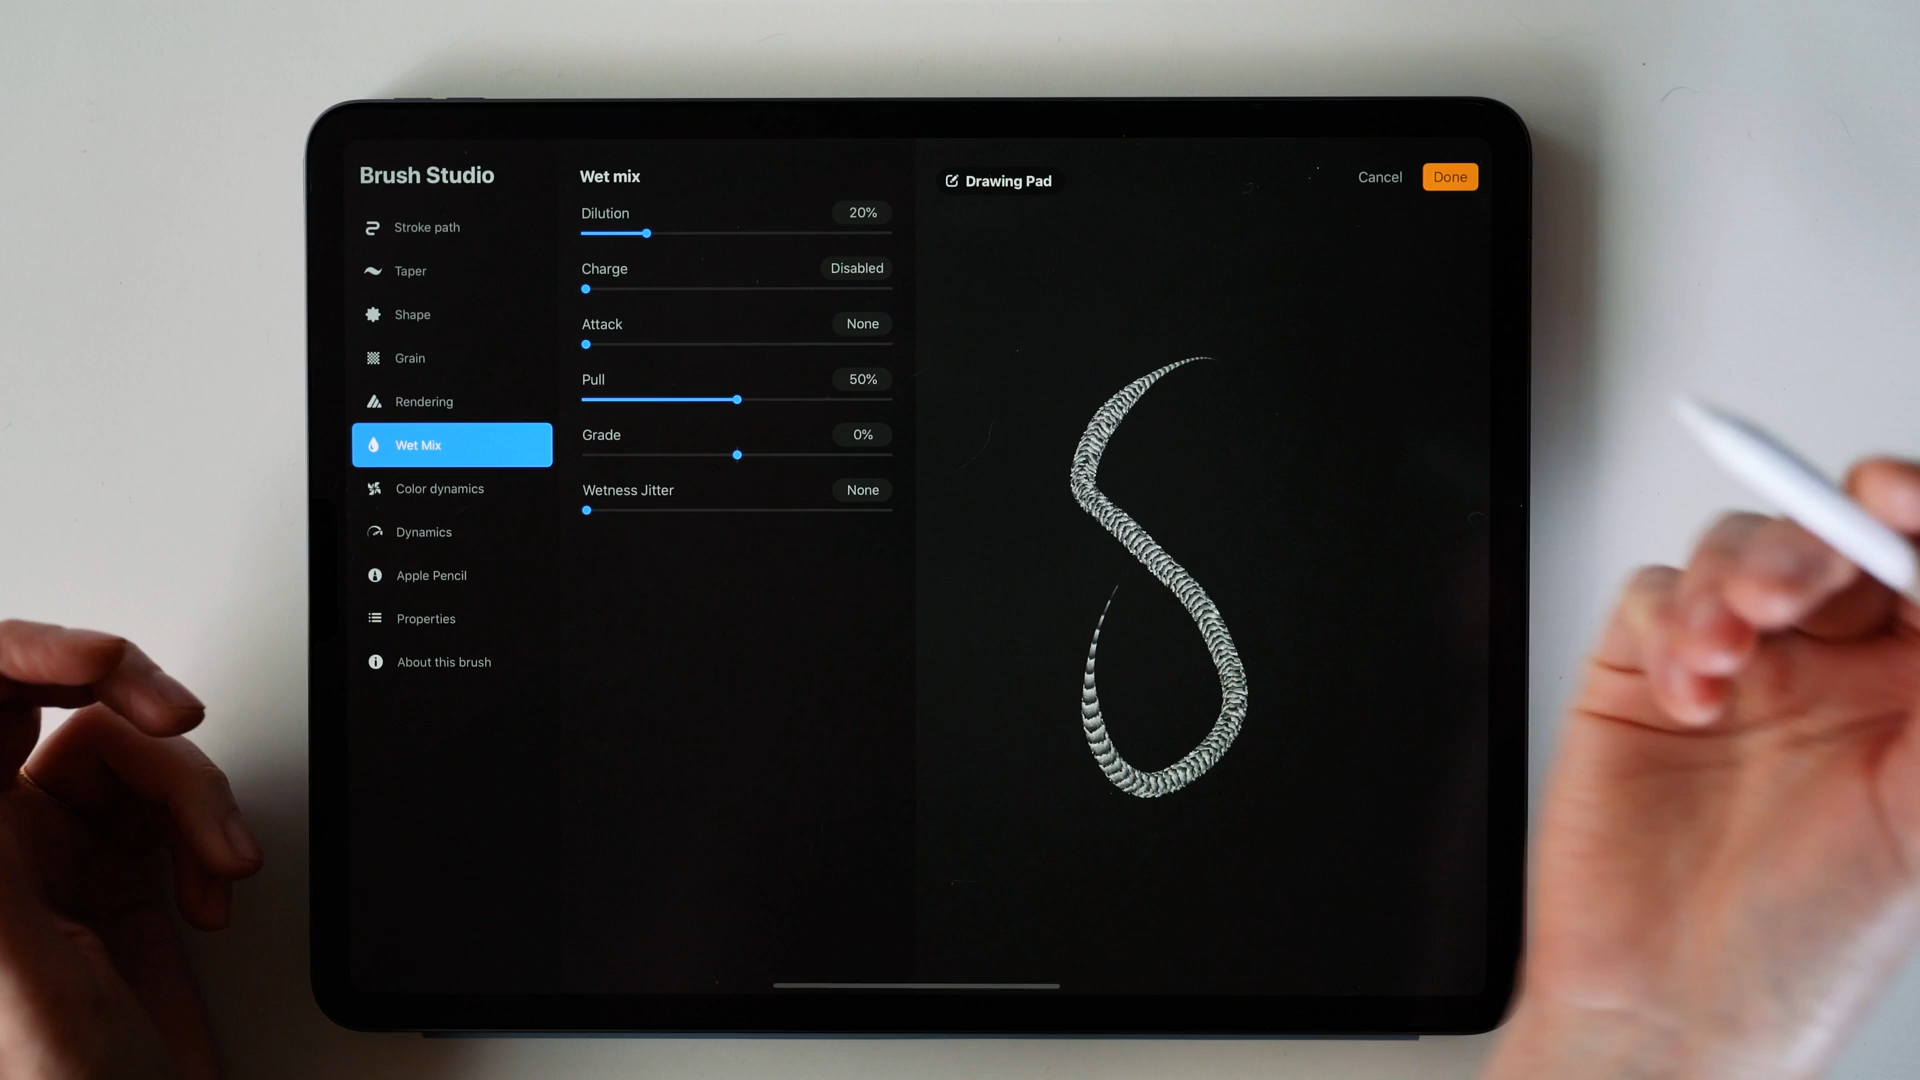 Brush Studio
Stroke path
Taper
Shape
Grain
Rendering
Wet Mix
Color dynamics
Dynamics
Apple Pencil
Properties
About this brush
Wet mix
Dilution 20%
Charge Disabled
Attack None
Pull 50%
Grade 0%
Wetness Jitter None
Drawing Pad
Cancel Done